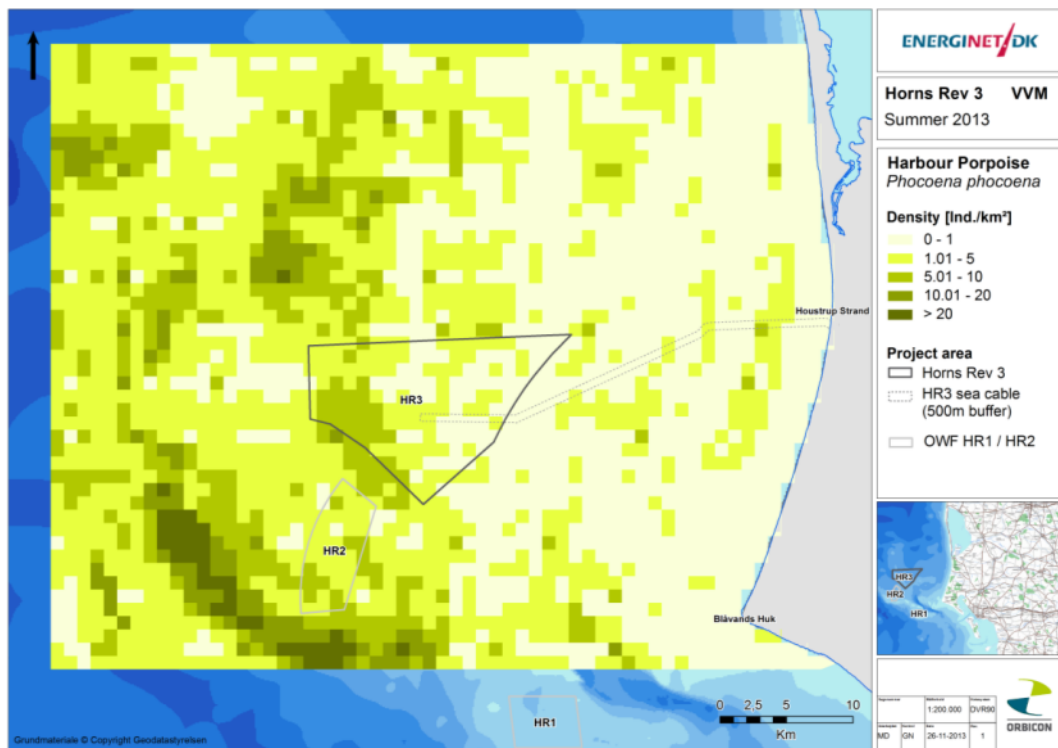 ENERGINET/DK
Horns Rev 3 VVM
Summer 2013
Harbour Porpoise
Phocoena phocoena
Density [Ind./km²]
0 - 1
1.01 - 5
5.01 - 10
10.01 - 20
> 20
Project area
Horns Rev 3
HR3 sea cable
(500m buffer)
OWF HR1 / HR2
Houstrup Strand
HR3
HR2
Blåvands Huk
HR1
0 2,5 5 10
Km
Grundmateriale © Copyright Geodatastyrelsen
HR3
HR2
HR1
1:200.000
DVR90
MD
GN
26-11-2013
1
ORBICON